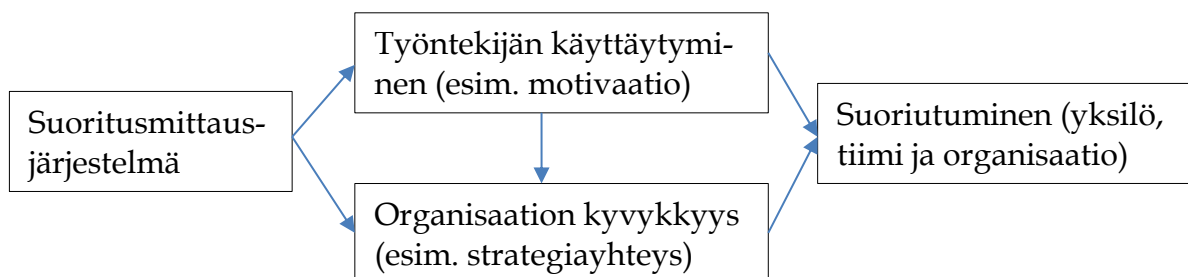 Suoritusmittaus-
järjestelmä
Työntekijän käyttäytymi-
nen (esim. motivaatio)
Organisaation kyvykkyys
(esim. strategiayhteys)
Suoriutuminen (yksilö,
tiimi ja organisaatio)